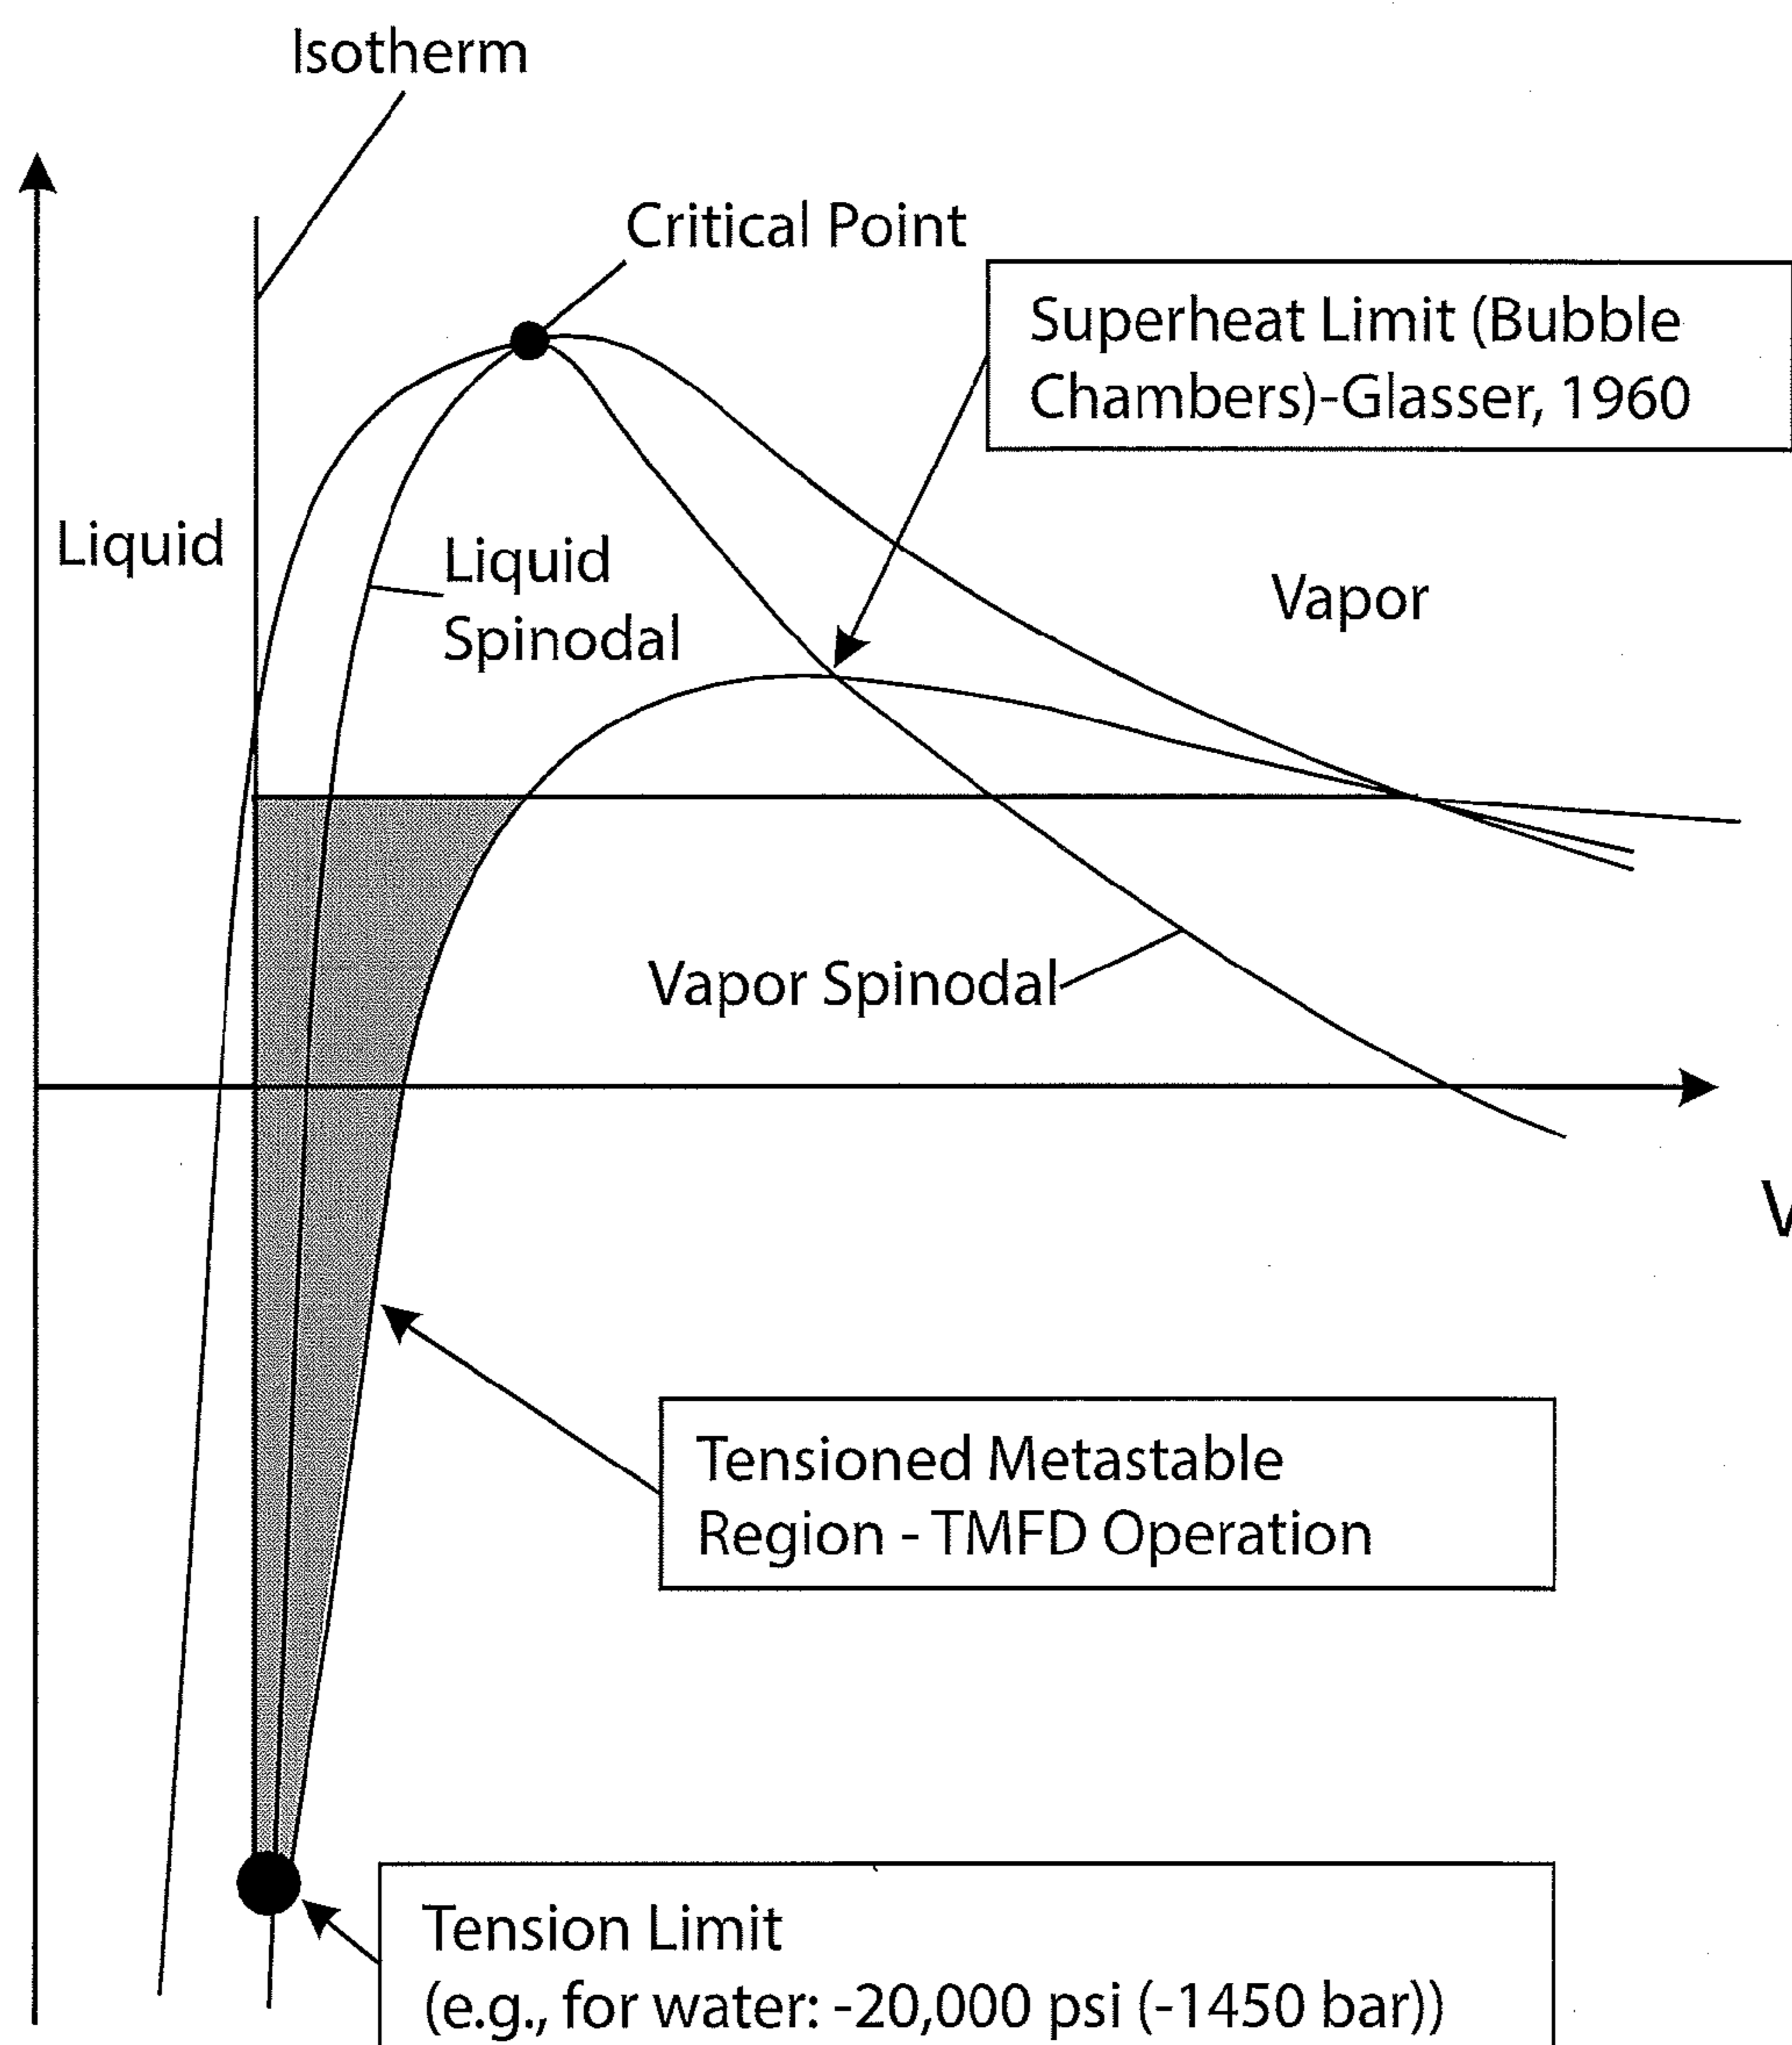 Isotherm
Critical Point
Superheat Limit (Bubble
Chambers)-Glasser, 1960
Liquid
Liquid
Spinodal
Vapor
Vapor Spinodal
V
Tensioned Metastable
Region - TMFD Operation
Tension Limit
(e.g., for water: -20,000 psi (-1450 bar))